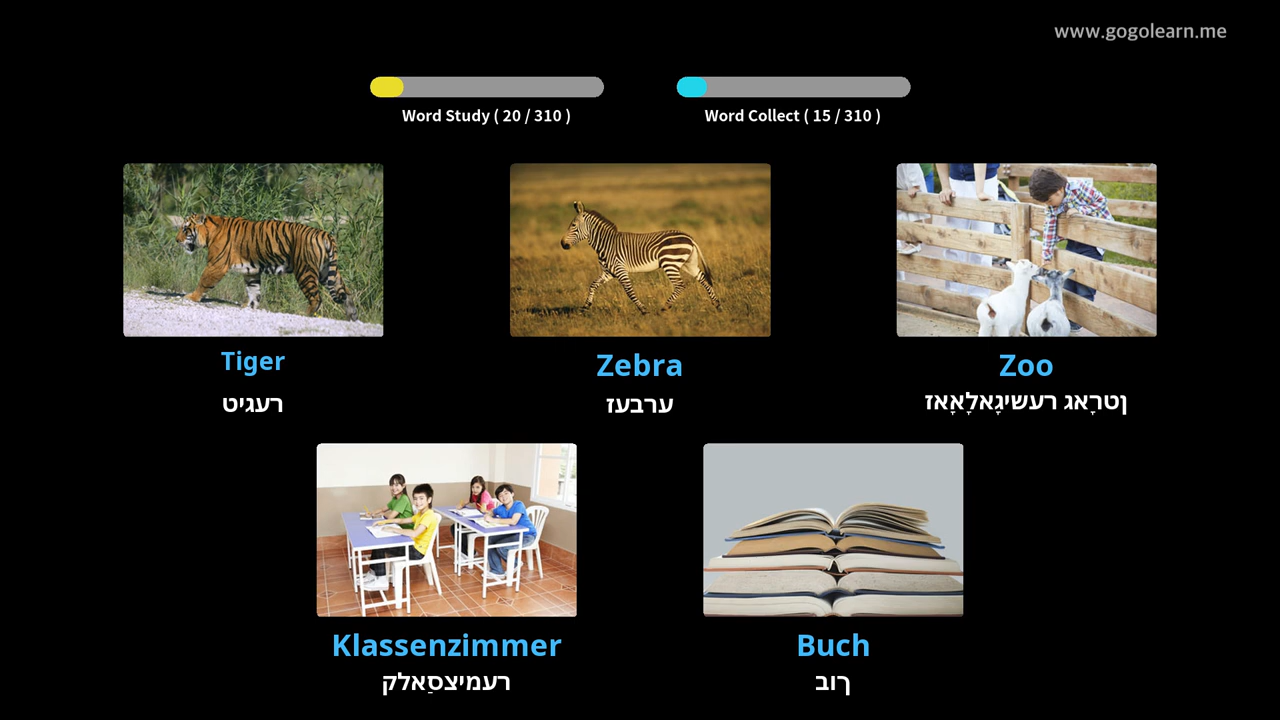 www.gogolearn.me
Word Study ( 20 / 310 )
Word Collect ( 15 / 310 )
Tiger
רעגיט
Zebra
ערבעז
Zoo
ןטרָאג רעשיגָאלָאָאז
Klassenzimmer
רעמיצסַאלק
Buch
ךוב